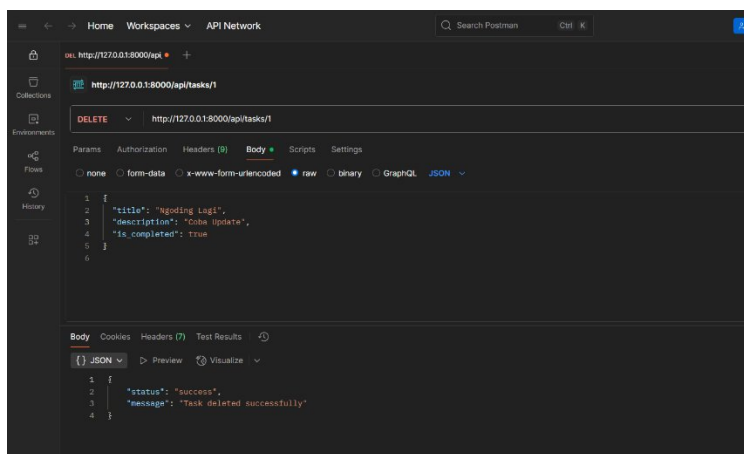 Home Workspaces API Network Search Postman Ctrl K
DEL http://127.0.0.1:8000/api
http://127.0.0.1:8000/api/tasks/1
Collections
DELETE http://127.0.0.1:8000/api/tasks/1
Environments
Params Authorization Headers (9) Body Scripts Settings
Flows
none form-data x-www-form-urlencoded raw binary GraphQL JSON
History
1 {
2 "title": "Ngoding Lagi",
3 "description": "Coba Update",
4 "is_completed": true
5 }
6
Body Cookies Headers (7) Test Results
{} JSON Preview Visualize
1 {
2 "status": "success",
3 "message": "Task deleted successfully"
4 }